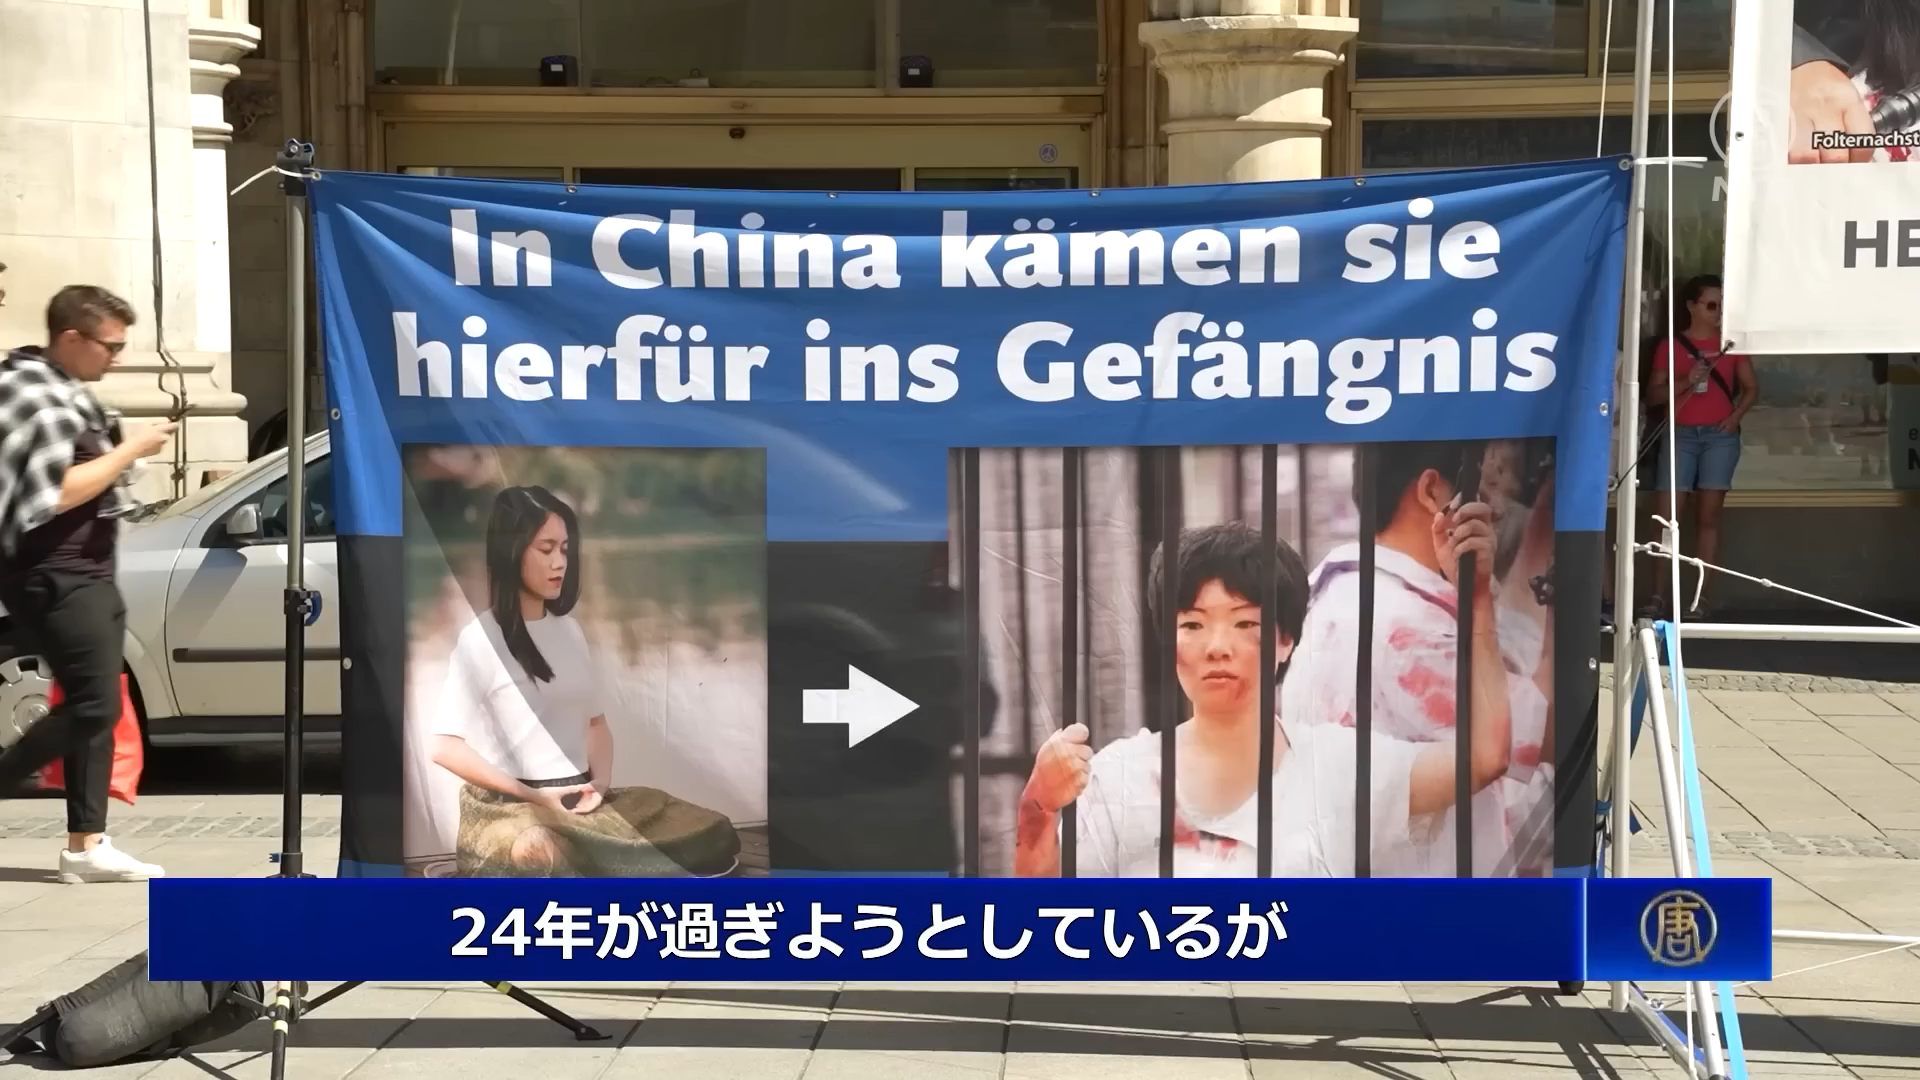 In China kämen sie
hierfür ins Gefängnis
Folternachst
HE
24年が過ぎようとしているが
唐